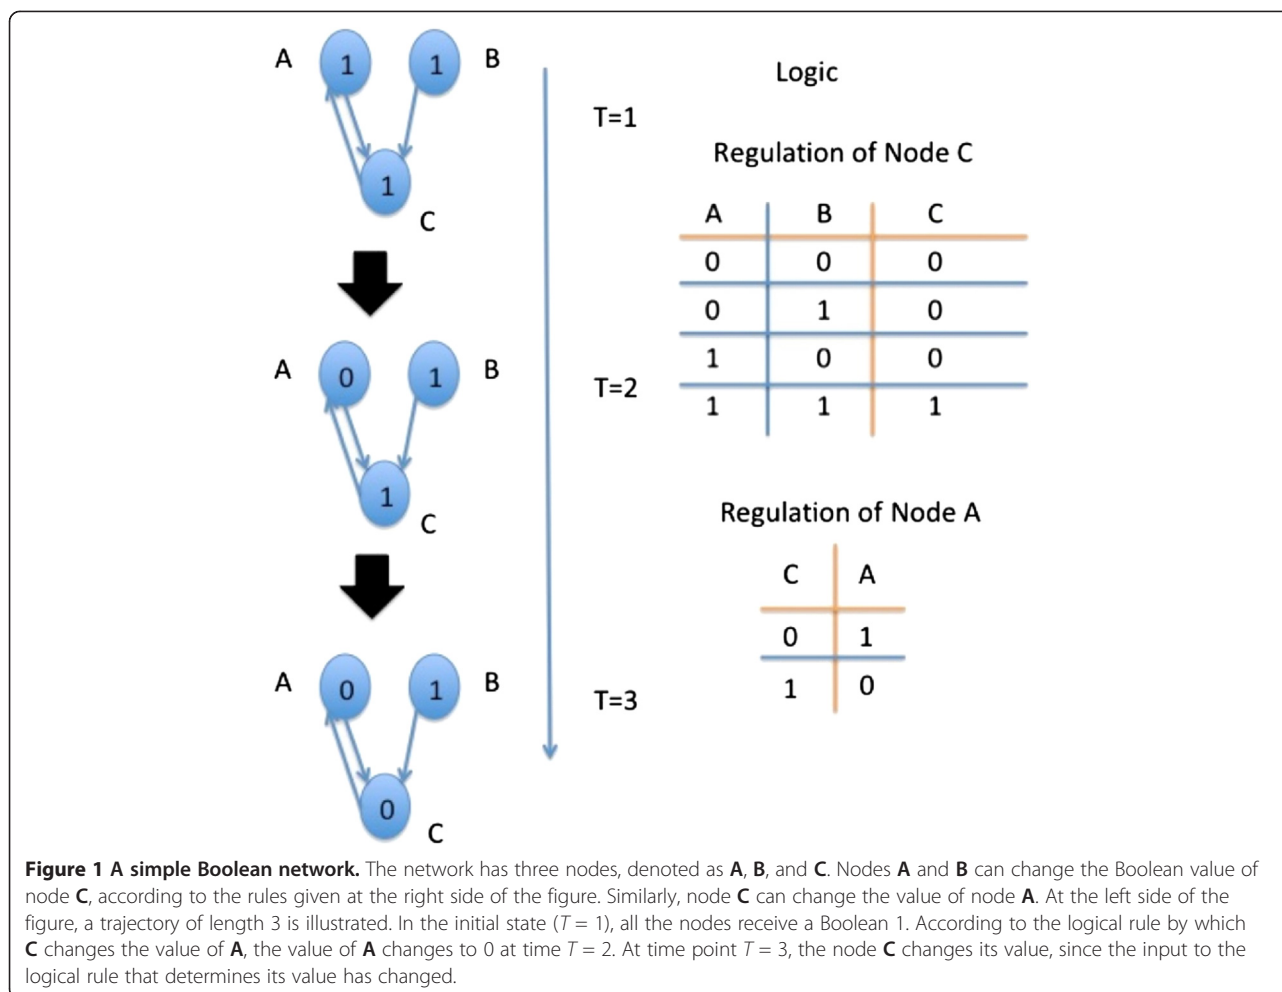 A 1 1 B
1
C
A 0 1 B
1
C
A 0 1 B
0
C
T=1
T=2
T=3
Logic
Regulation of Node C
A B C
0 0 0
0 1 0
1 0 0
1 1 1
Regulation of Node A
C A
0 1
1 0
Figure 1 A simple Boolean network. The network has three nodes, denoted as A, B, and C. Nodes A and B can change the Boolean value of
node C, according to the rules given at the right side of the figure. Similarly, node C can change the value of node A. At the left side of the
figure, a trajectory of length 3 is illustrated. In the initial state (T = 1), all the nodes receive a Boolean 1. According to the logical rule by which
C changes the value of A, the value of A changes to 0 at time T = 2. At time point T = 3, the node C changes its value, since the input to the
logical rule that determines its value has changed.